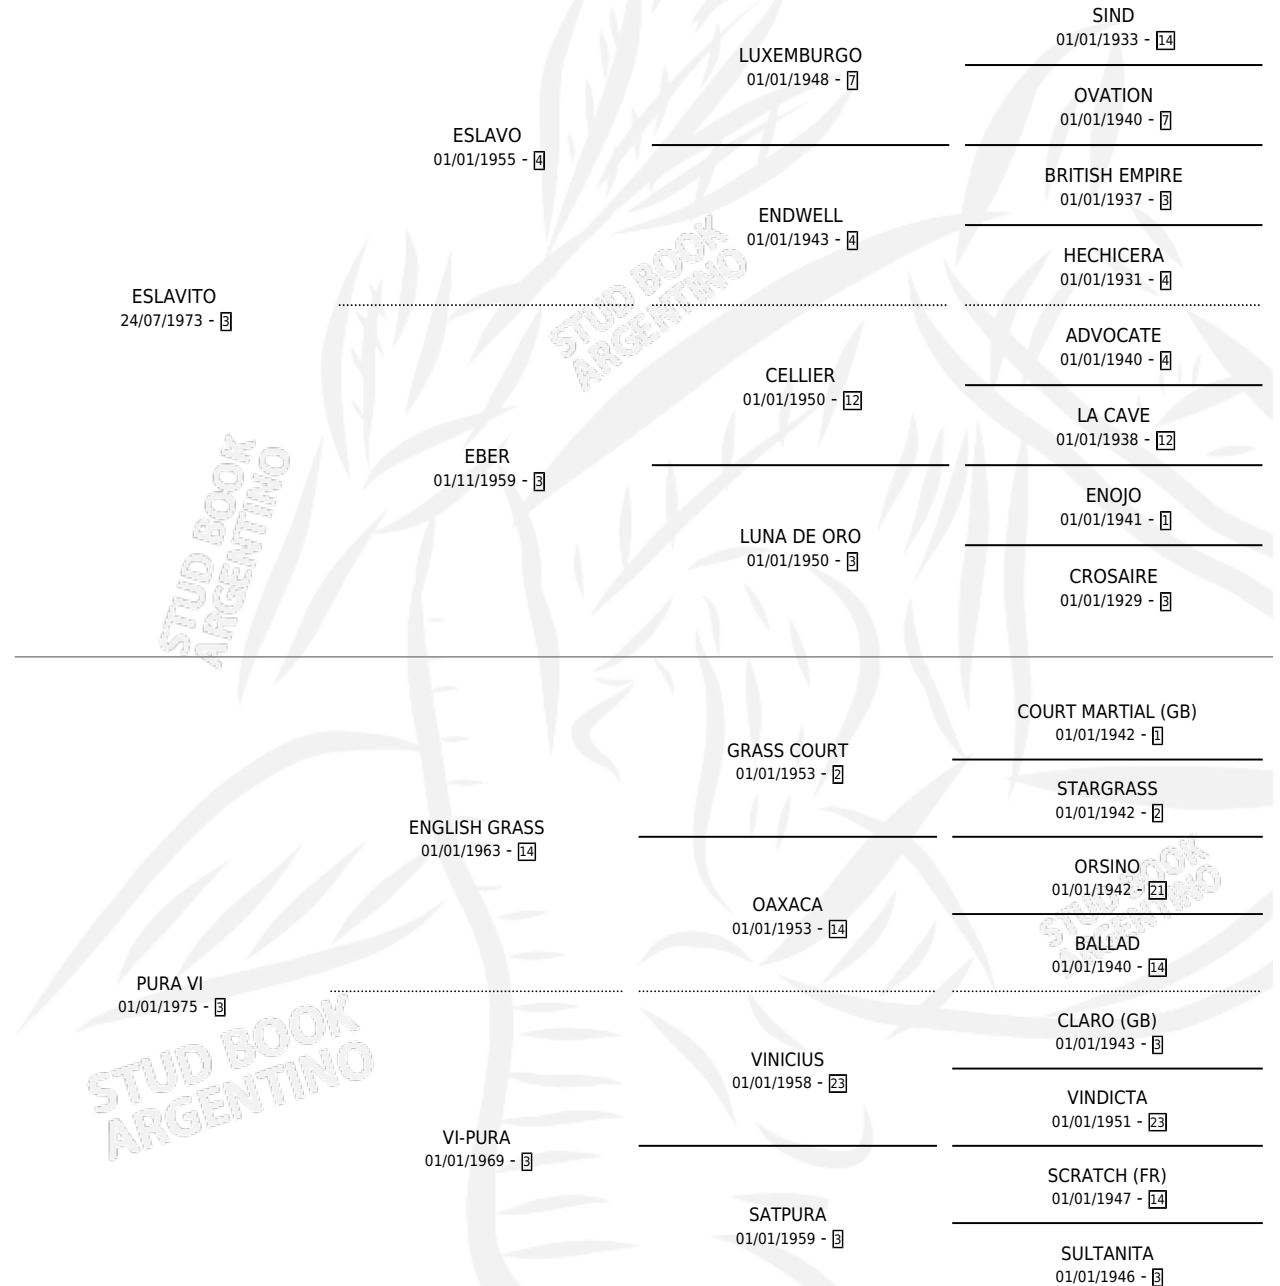 SIND
01/01/1933 - 14
LUXEMBURGO
01/01/1948 - 7
OVATION
01/01/1940 - 7
ESLAVO
01/01/1955 - 4
BRITISH EMPIRE
01/01/1937 - 3
ENDWELL
01/01/1943 - 4
HECHICERA
01/01/1931 - 4
ESLAVITO
24/07/1973 - 3
STUD BOOK
ARGENTINO
ADVOCATE
01/01/1940 - 4
CELLIER
01/01/1950 - 12
LA CAVE
01/01/1938 - 12
EBER
01/11/1959 - 3
ENOJO
01/01/1941 - 1
LUNA DE ORO
01/01/1950 - 3
CROSAIRE
01/01/1929 - 3
STUD BOOK
ARGENTINO
COURT MARTIAL (GB)
01/01/1942 - 1
GRASS COURT
01/01/1953 - 2
STARGRASS
01/01/1942 - 2
ENGLISH GRASS
01/01/1963 - 14
ORSINO
01/01/1942 - 21
OAXACA
01/01/1953 - 14
BALLAD
01/01/1940 - 14
STUD BOOK
ARGENTINO
PURA VI
01/01/1975 - 3
CLARO (GB)
01/01/1943 - 3
VINICIUS
01/01/1958 - 23
VINDICTA
01/01/1951 - 23
STUD BOOK
ARGENTINO
VI-PURA
01/01/1969 - 3
SCRATCH (FR)
01/01/1947 - 14
SATPURA
01/01/1959 - 3
SULTANITA
01/01/1946 - 3